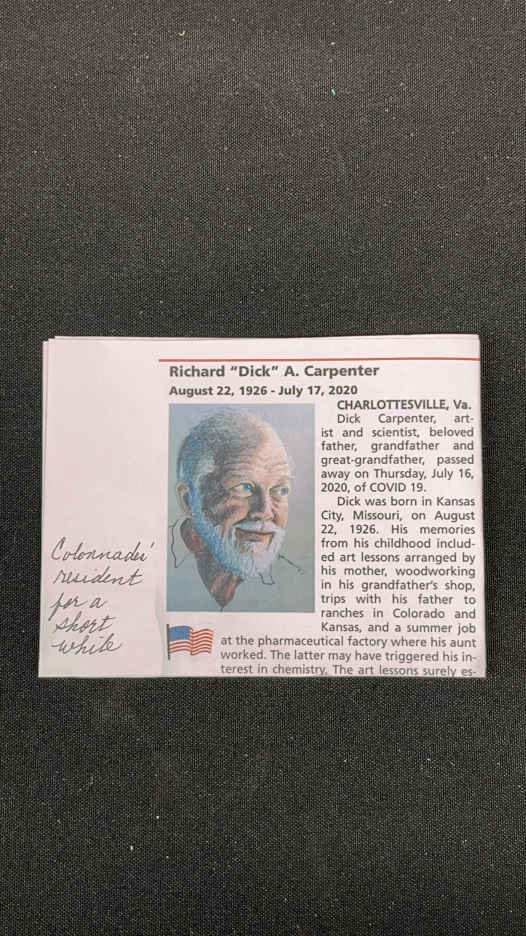 Richard “Dick” A. Carpenter
August 22, 1926 - July 17, 2020
CHARLOTTESVILLE, Va.
Dick Carpenter, art-
ist and scientist, beloved
father, grandfather and
great-grandfather, passed
away on Thursday, July 16,
2020, of COVID 19.
Dick was born in Kansas
City, Missouri, on August
22, 1926. His memories
from his childhood includ-
ed art lessons arranged by
his mother, woodworking
in his grandfather’s shop,
trips with his father to
ranches in Colorado and
Kansas, and a summer job
at the pharmaceutical factory where his aunt
worked. The latter may have triggered his in-
terest in chemistry. The art lessons surely es-
resident
for a
short
while